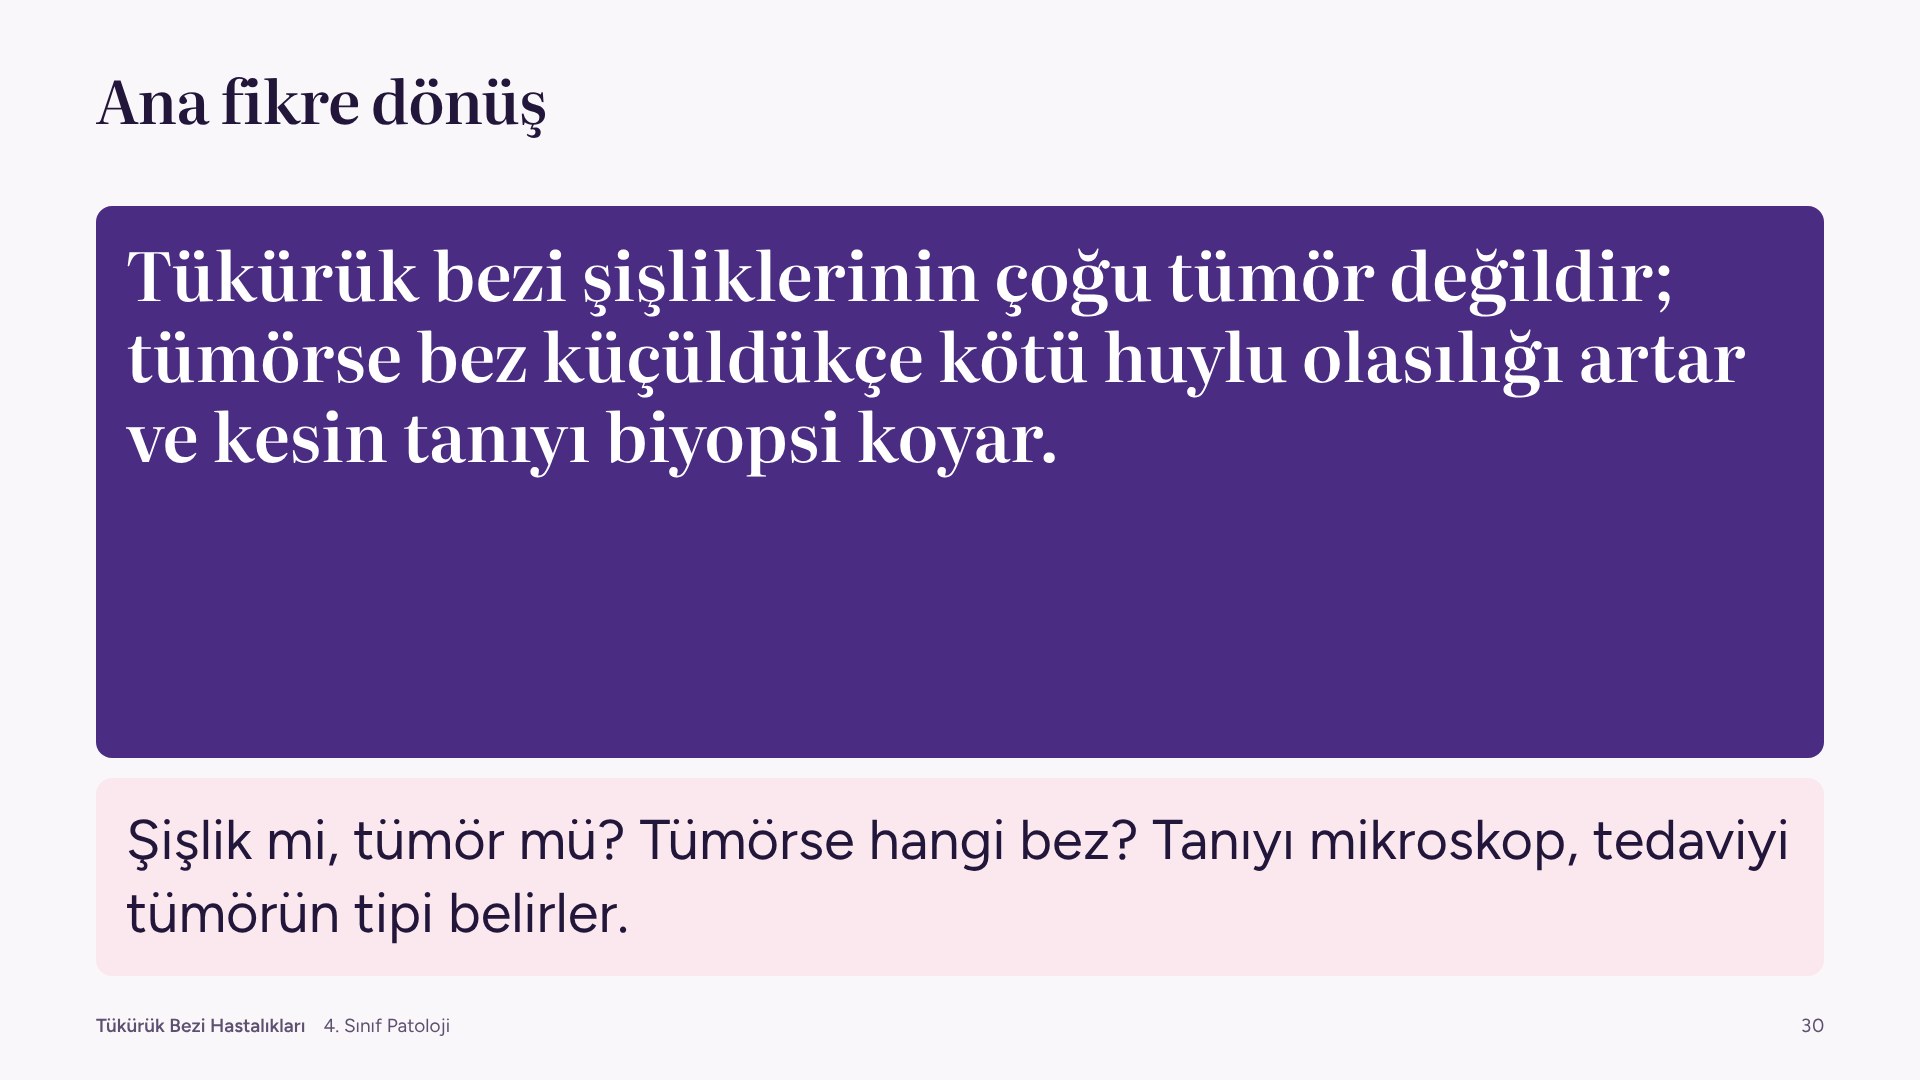 Ana fikre dönüş
Tükürük bezi şişliklerinin çoğu tümör değildir;
tümörse bez küçüldükçe kötü huylu olasılığı artar
ve kesin tanıyı biyopsi koyar.
Şişlik mi, tümör mü? Tümörse hangi bez? Tanıyı mikroskop, tedaviyi
tümörün tipi belirler.
Tükürük Bezi Hastalıkları 4. Sınıf Patoloji
30